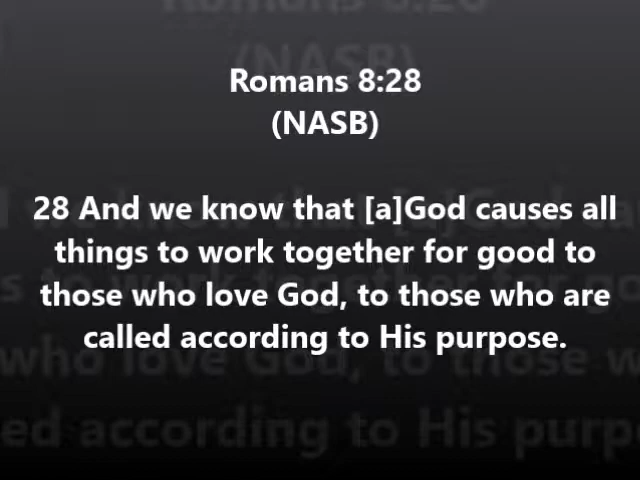 Romans 8:28
(NASB)
28 And we know that [a]God causes all
things to work together for good to
those who love God, to those who are
called according to His purpose.